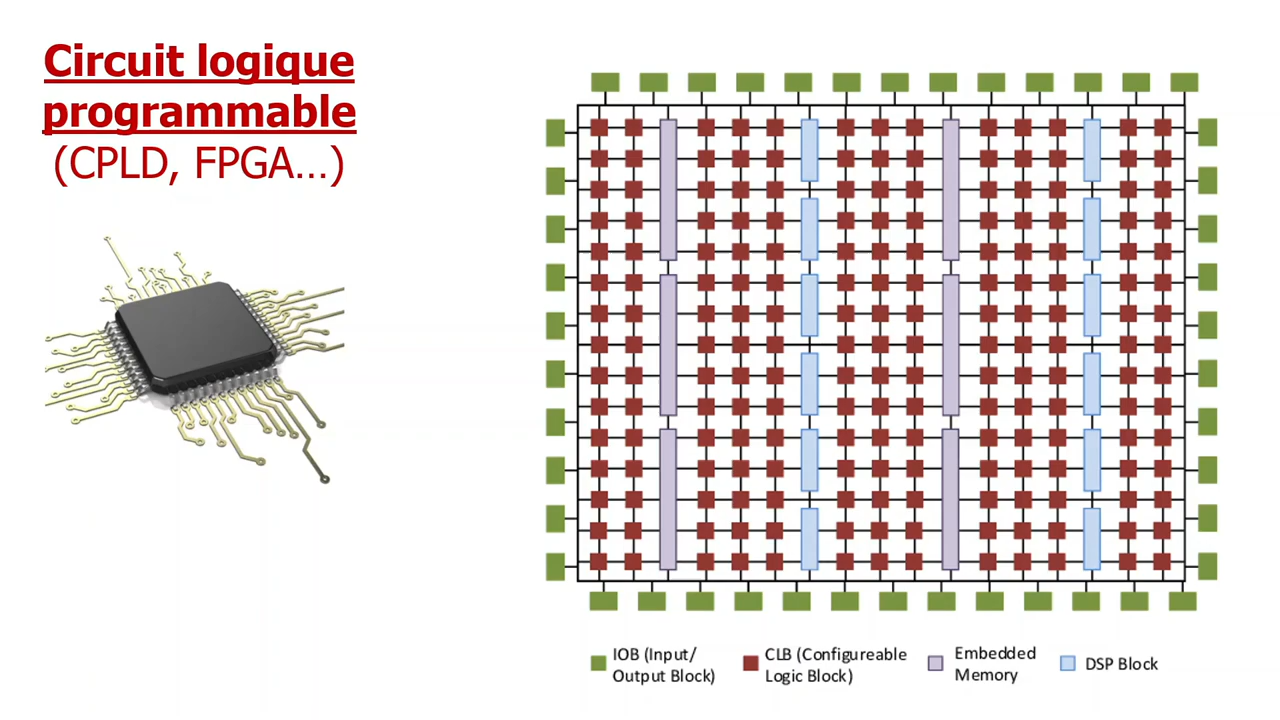 Circuit logique
programmable
(CPLD, FPGA...)
IOB (Input/
Output Block)
CLB (Configureable
Logic Block)
Embedded
Memory
DSP Block